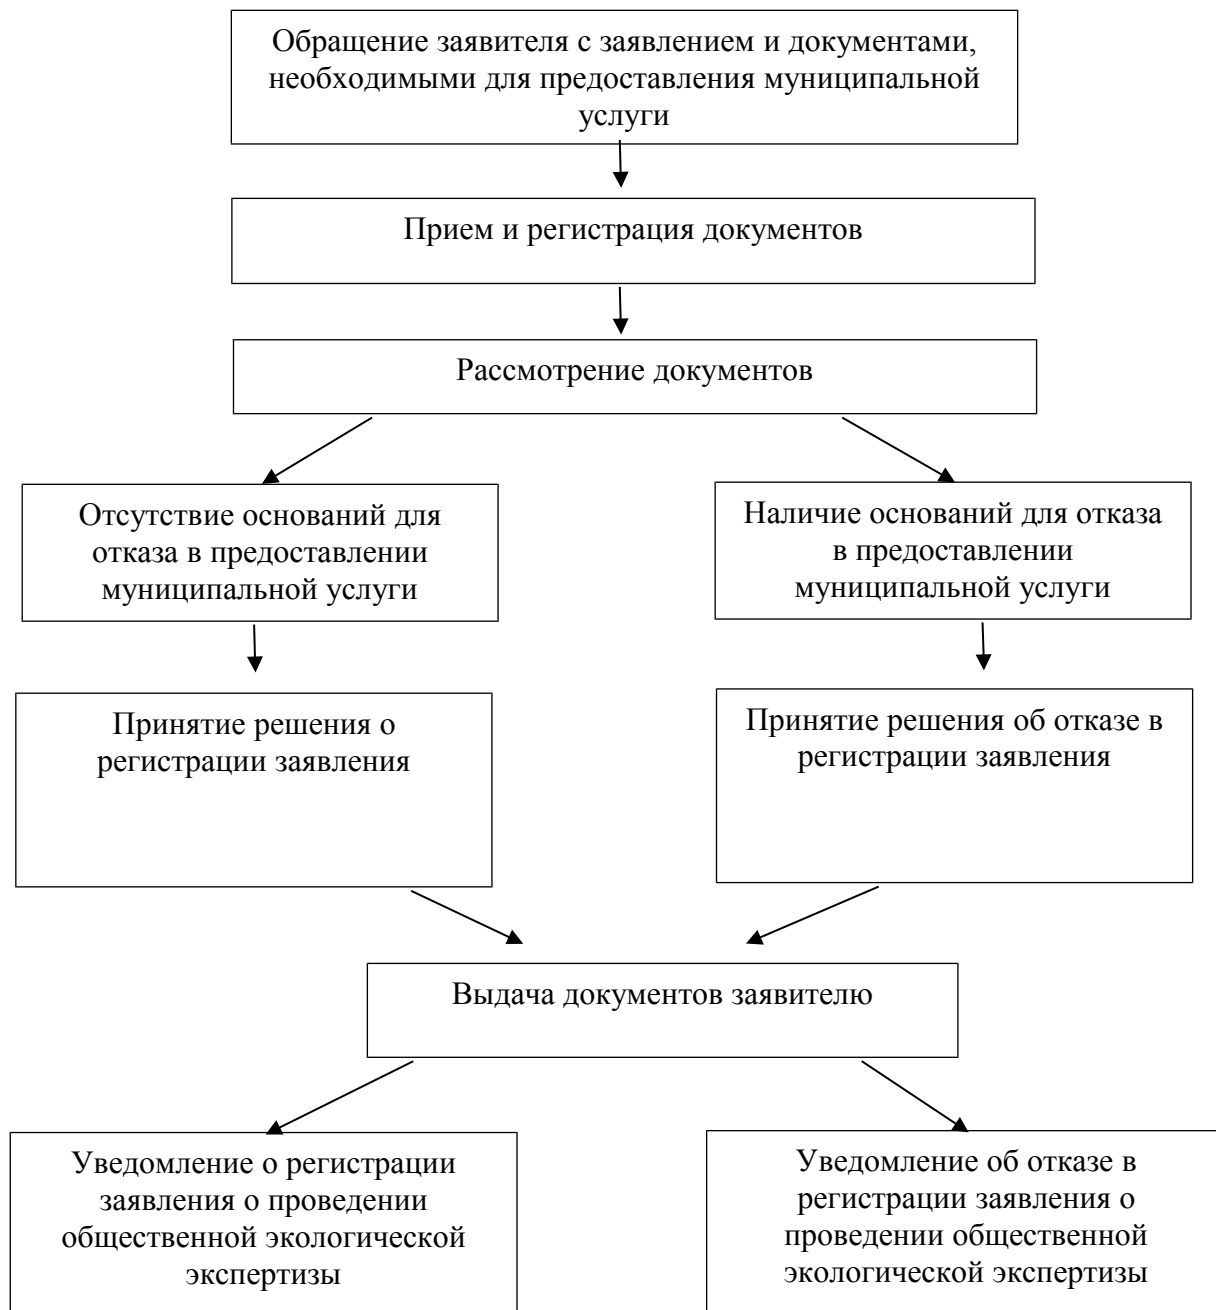 Обращение заявителя с заявлением и документами,
необходимыми для предоставления муниципальной
услуги
Прием и регистрация документов
Рассмотрение документов
Отсутствие оснований для
отказа в предоставлении
муниципальной услуги
Наличие оснований для отказа
в предоставлении
муниципальной услуги
Принятие решения о
регистрации заявления
Принятие решения об отказе в
регистрации заявления
Выдача документов заявителю
Уведомление о регистрации
заявления о проведении
общественной экологической
экспертизы
Уведомление об отказе в
регистрации заявления о
проведении общественной
экологической экспертизы